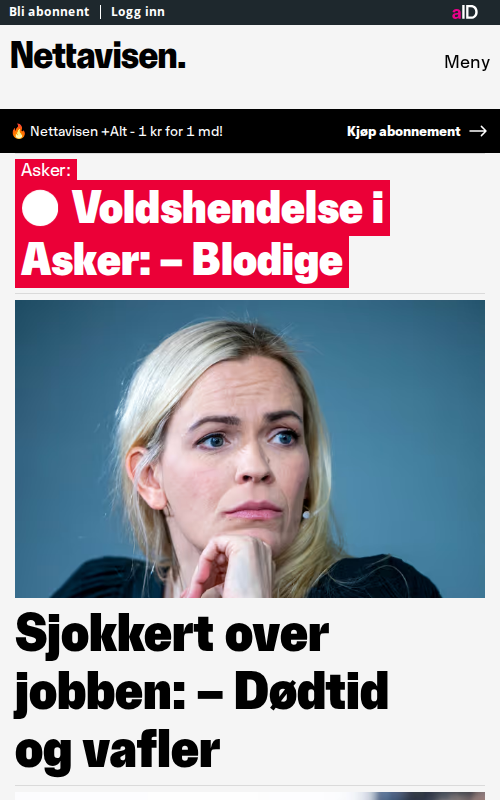 Bli abonnent | Logg inn
aID
Nettavisen.
Meny
🔥 Nettavisen +Alt - 1 kr for 1 md!
Kjøp abonnement →
Asker:
Voldshendelse i
Asker: – Blodige
Sjokkert over
jobben: – Dødtid
og vafler